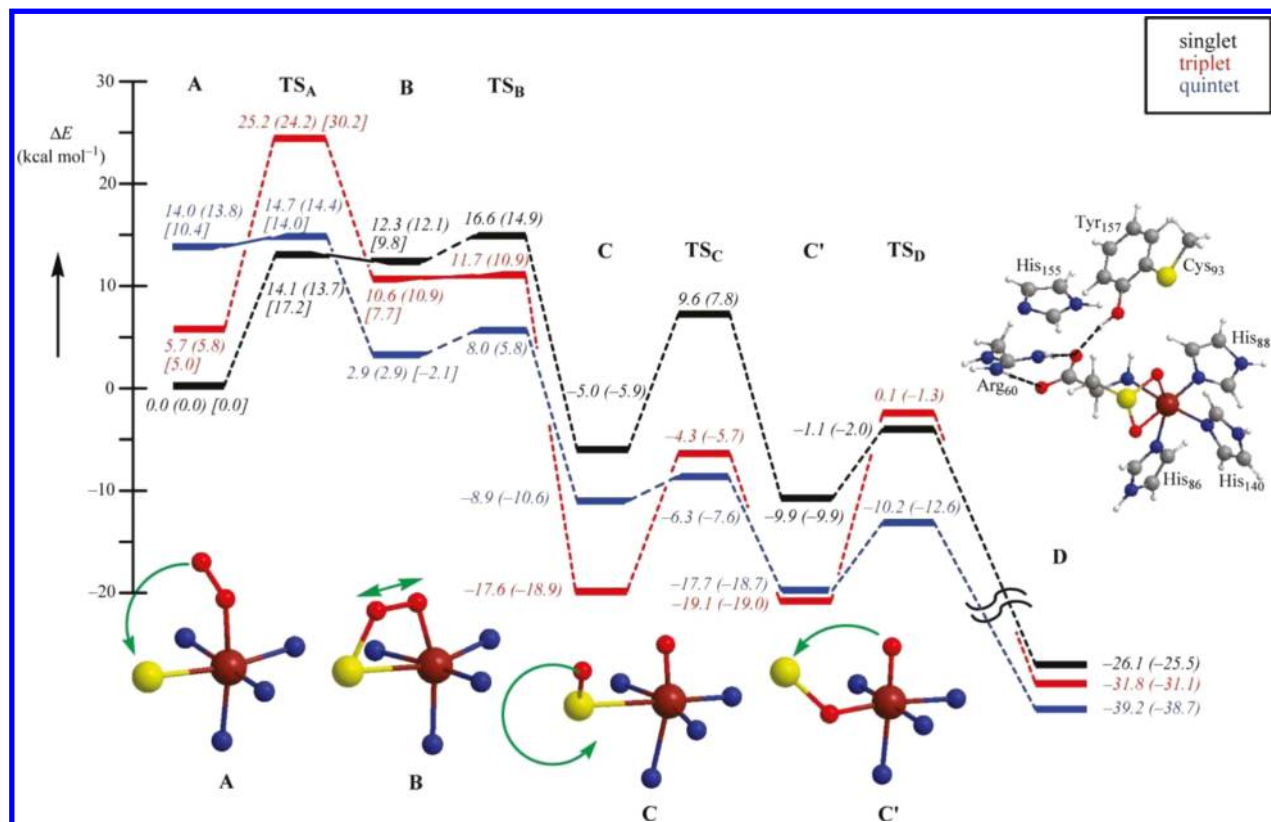 singlet
triplet
quintet
30
20
10
0
–10
–20
ΔE
(kcal mol⁻¹)
A
TS_A
B
TS_B
C
TS_C
C'
TS_D
D
25.2 (24.2) [30.2]
14.0 (13.8)
[10.4]
14.7 (14.4)
[14.0]
12.3 (12.1)
[9.8]
16.6 (14.9)
11.7 (10.9)
14.1 (13.7)
[17.2]
10.6 (10.9)
[7.7]
5.7 (5.8)
[5.0]
0.0 (0.0) [0.0]
2.9 (2.9) [–2.1]
8.0 (5.8)
–5.0 (–5.9)
–8.9 (–10.6)
–17.6 (–18.9)
9.6 (7.8)
–4.3 (–5.7)
–6.3 (–7.6)
–9.9 (–9.9)
–17.7 (–18.7)
–19.1 (–19.0)
0.1 (–1.3)
–1.1 (–2.0)
–10.2 (–12.6)
–26.1 (–25.5)
–31.8 (–31.1)
–39.2 (–38.7)
Tyr157
Cys93
His155
His88
Arg60
His86
His140
A
B
C
C'